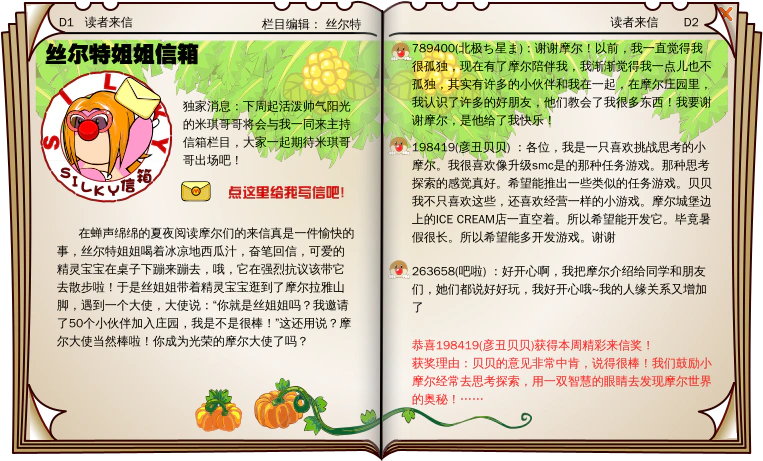 D1 读者来信
栏目编辑： 丝尔特
丝尔特姐姐信箱
SILKY
SILKY信箱
独家消息：下周起活泼帅气阳光
的米琪哥哥将会与我一同来主持
信箱栏目，大家一起期待米琪哥
哥出场吧！
点这里给我写信吧！
在蝉声绵绵的夏夜阅读摩尔们的来信真是一件愉快的
事，丝尔特姐姐喝着冰凉地西瓜汁，奋笔回信，可爱的
精灵宝宝在桌子下蹦来蹦去，哦，它在强烈抗议该带它
去散步啦！于是丝姐姐带着精灵宝宝逛到了摩尔拉雅山
脚，遇到一个大使，大使说：“你就是丝姐姐吗？我邀请
了50个小伙伴加入庄园，我是不是很棒！”这还用说？摩
尔大使当然棒啦！你成为光荣的摩尔大使了吗？
读者来信 D2
789400(北极ち星ま)：谢谢摩尔！以前，我一直觉得我
很孤独，现在有了摩尔陪伴我，我渐渐觉得我一点儿也不
孤独，其实有许多的小伙伴和我在一起，在摩尔庄园里，
我认识了许多的好朋友，他们教会了我很多东西！我要谢
谢摩尔，是他给了我快乐！
198419(彦丑贝贝) ：各位，我是一只喜欢挑战思考的小
摩尔。我很喜欢像升级smc是的那种任务游戏。那种思考
探索的感觉真好。希望能推出一些类似的任务游戏。贝贝
我不只喜欢这些，还喜欢经营一样的小游戏。摩尔城堡边
上的ICE CREAM店一直空着。所以希望能开发它。毕竟暑
假很长。所以希望能多开发游戏。谢谢
263658(吧啦) ：好开心啊，我把摩尔介绍给同学和朋友
们，她们都说好好玩，我好开心哦~我的人缘关系又增加
了
恭喜198419(彦丑贝贝)获得本周精彩来信奖！
获奖理由：贝贝的意见非常中肯，说得很棒！我们鼓励小
摩尔经常去思考探索，用一双智慧的眼睛去发现摩尔世界
的奥秘！……